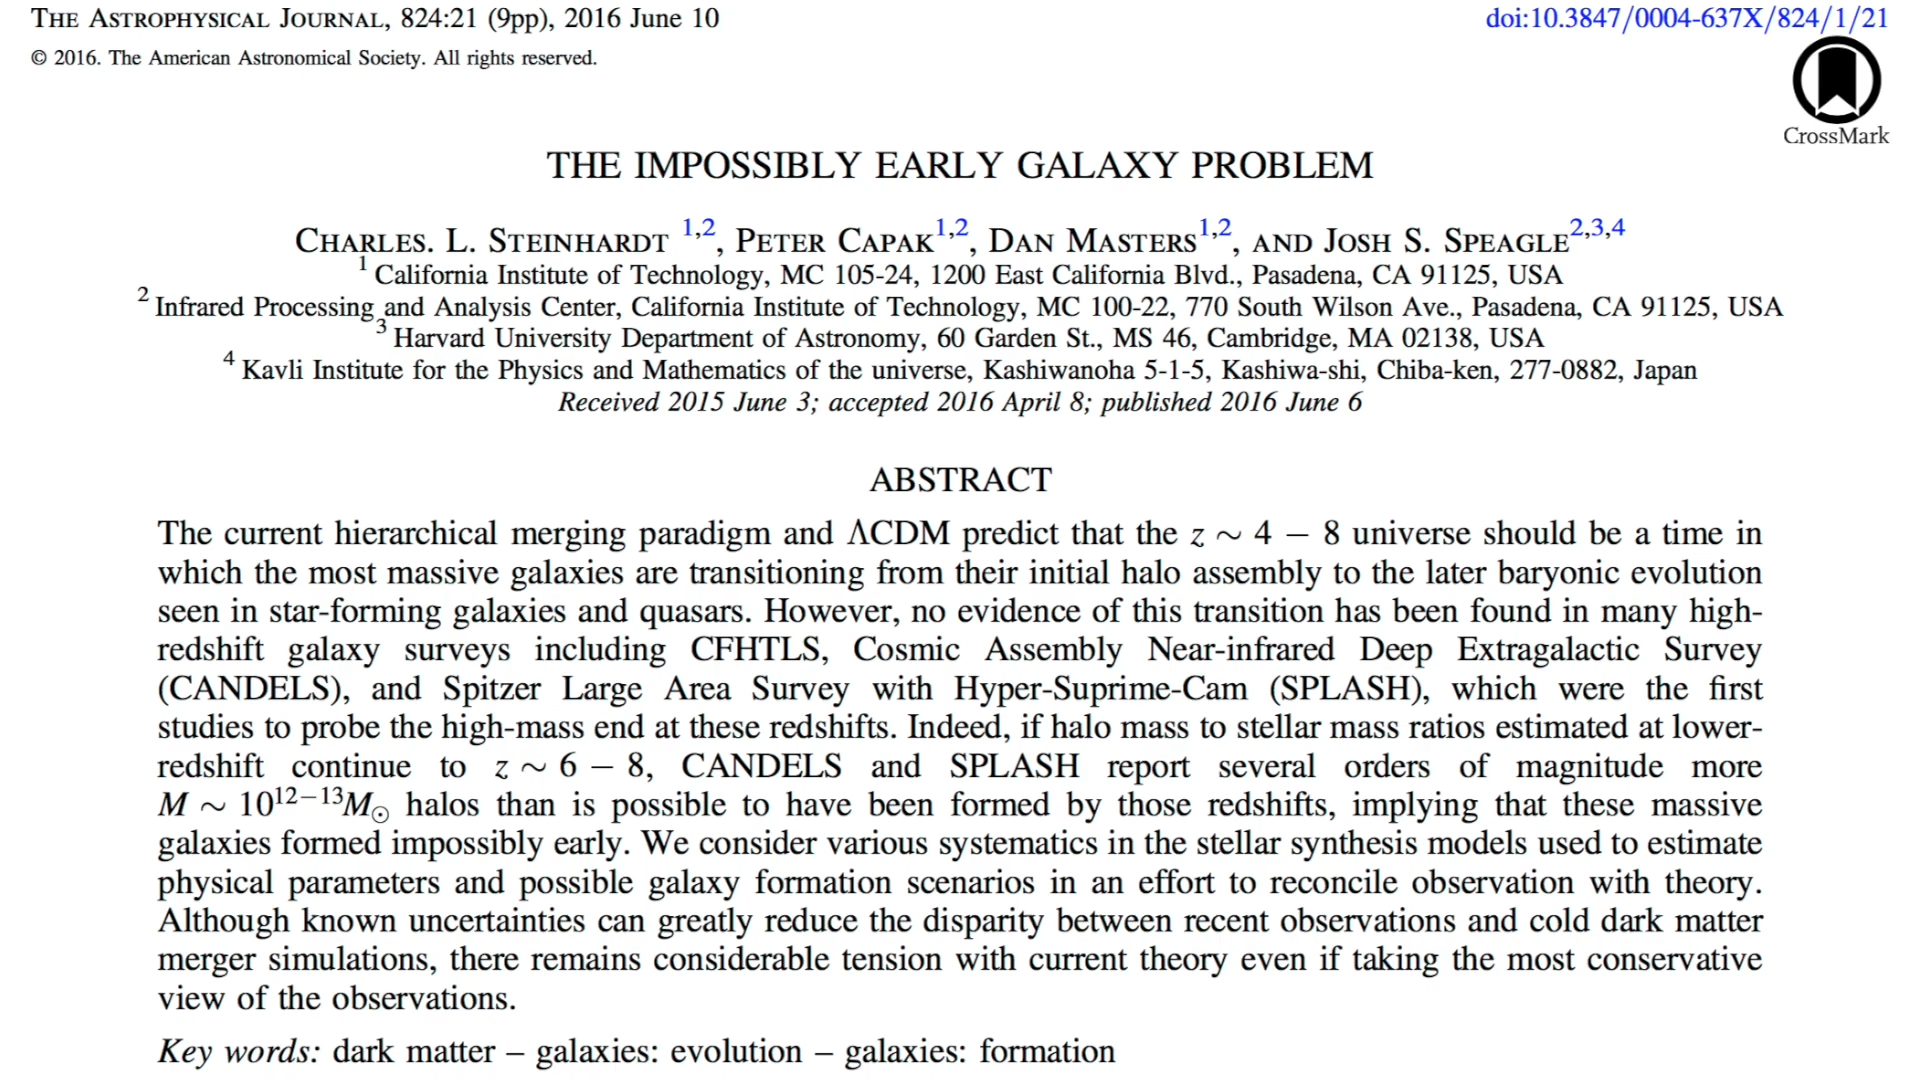 THE ASTROPHYSICAL JOURNAL, 824:21 (9pp), 2016 June 10
doi:10.3847/0004-637X/824/1/21
© 2016. The American Astronomical Society. All rights reserved.
CrossMark
THE IMPOSSIBLY EARLY GALAXY PROBLEM
CHARLES. L. STEINHARDT 1,2, PETER CAPAK1,2, DAN MASTERS1,2, AND JOSH S. SPEAGLE2,3,4
1 California Institute of Technology, MC 105-24, 1200 East California Blvd., Pasadena, CA 91125, USA
2 Infrared Processing and Analysis Center, California Institute of Technology, MC 100-22, 770 South Wilson Ave., Pasadena, CA 91125, USA
3 Harvard University Department of Astronomy, 60 Garden St., MS 46, Cambridge, MA 02138, USA
4 Kavli Institute for the Physics and Mathematics of the universe, Kashiwanoha 5-1-5, Kashiwa-shi, Chiba-ken, 277-0882, Japan
Received 2015 June 3; accepted 2016 April 8; published 2016 June 6
ABSTRACT
The current hierarchical merging paradigm and ΛCDM predict that the z ∼ 4 − 8 universe should be a time in
which the most massive galaxies are transitioning from their initial halo assembly to the later baryonic evolution
seen in star-forming galaxies and quasars. However, no evidence of this transition has been found in many high-
redshift galaxy surveys including CFHTLS, Cosmic Assembly Near-infrared Deep Extragalactic Survey
(CANDELS), and Spitzer Large Area Survey with Hyper-Suprime-Cam (SPLASH), which were the first
studies to probe the high-mass end at these redshifts. Indeed, if halo mass to stellar mass ratios estimated at lower-
redshift continue to z ∼ 6 − 8, CANDELS and SPLASH report several orders of magnitude more
M ∼ 10^12−13 M⊙ halos than is possible to have been formed by those redshifts, implying that these massive
galaxies formed impossibly early. We consider various systematics in the stellar synthesis models used to estimate
physical parameters and possible galaxy formation scenarios in an effort to reconcile observation with theory.
Although known uncertainties can greatly reduce the disparity between recent observations and cold dark matter
merger simulations, there remains considerable tension with current theory even if taking the most conservative
view of the observations.
Key words: dark matter – galaxies: evolution – galaxies: formation